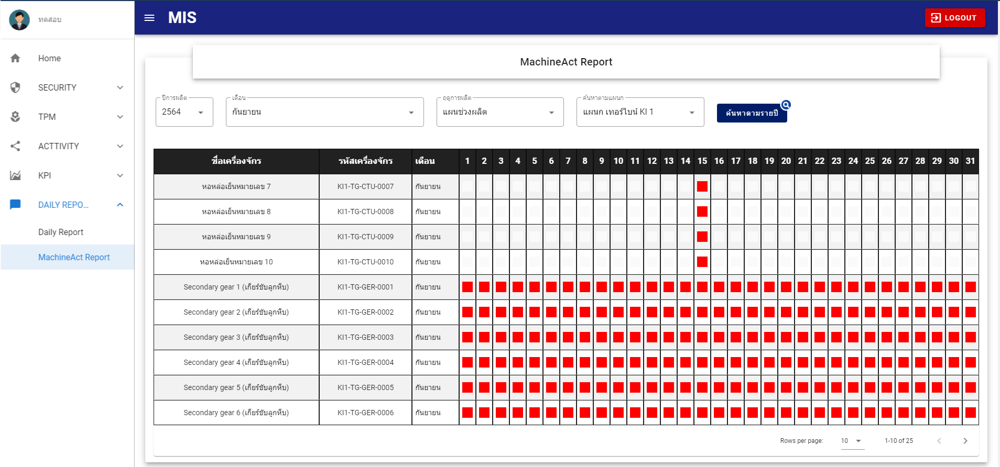 ทดสอบ
MIS
LOGOUT
Home
SECURITY
TPM
ACTTIVITY
KPI
DAILY REPO...
Daily Report
MachineAct Report
MachineAct Report
ปีการผลิต เดือน ฤดูการผลิต ค้นหาตามแผนก
2564 กันยายน แผนช่วงผลิต แผนก เทอร์ไบน์ KI 1 ค้นหาตามรายปี
ชื่อเครื่องจักร รหัสเครื่องจักร เดือน 1 2 3 4 5 6 7 8 9 10 11 12 13 14 15 16 17 18 19 20 21 22 23 24 25 26 27 28 29 30 31
หอหล่อเย็นหมายเลข 7 KI1-TG-CTU-0007 กันยายน
หอหล่อเย็นหมายเลข 8 KI1-TG-CTU-0008 กันยายน
หอหล่อเย็นหมายเลข 9 KI1-TG-CTU-0009 กันยายน
หอหล่อเย็นหมายเลข 10 KI1-TG-CTU-0010 กันยายน
Secondary gear 1 (เกียร์ขับลูกหีบ) KI1-TG-GER-0001 กันยายน
Secondary gear 2 (เกียร์ขับลูกหีบ) KI1-TG-GER-0002 กันยายน
Secondary gear 3 (เกียร์ขับลูกหีบ) KI1-TG-GER-0003 กันยายน
Secondary gear 4 (เกียร์ขับลูกหีบ) KI1-TG-GER-0004 กันยายน
Secondary gear 5 (เกียร์ขับลูกหีบ) KI1-TG-GER-0005 กันยายน
Secondary gear 6 (เกียร์ขับลูกหีบ) KI1-TG-GER-0006 กันยายน
Rows per page: 10 1-10 of 25